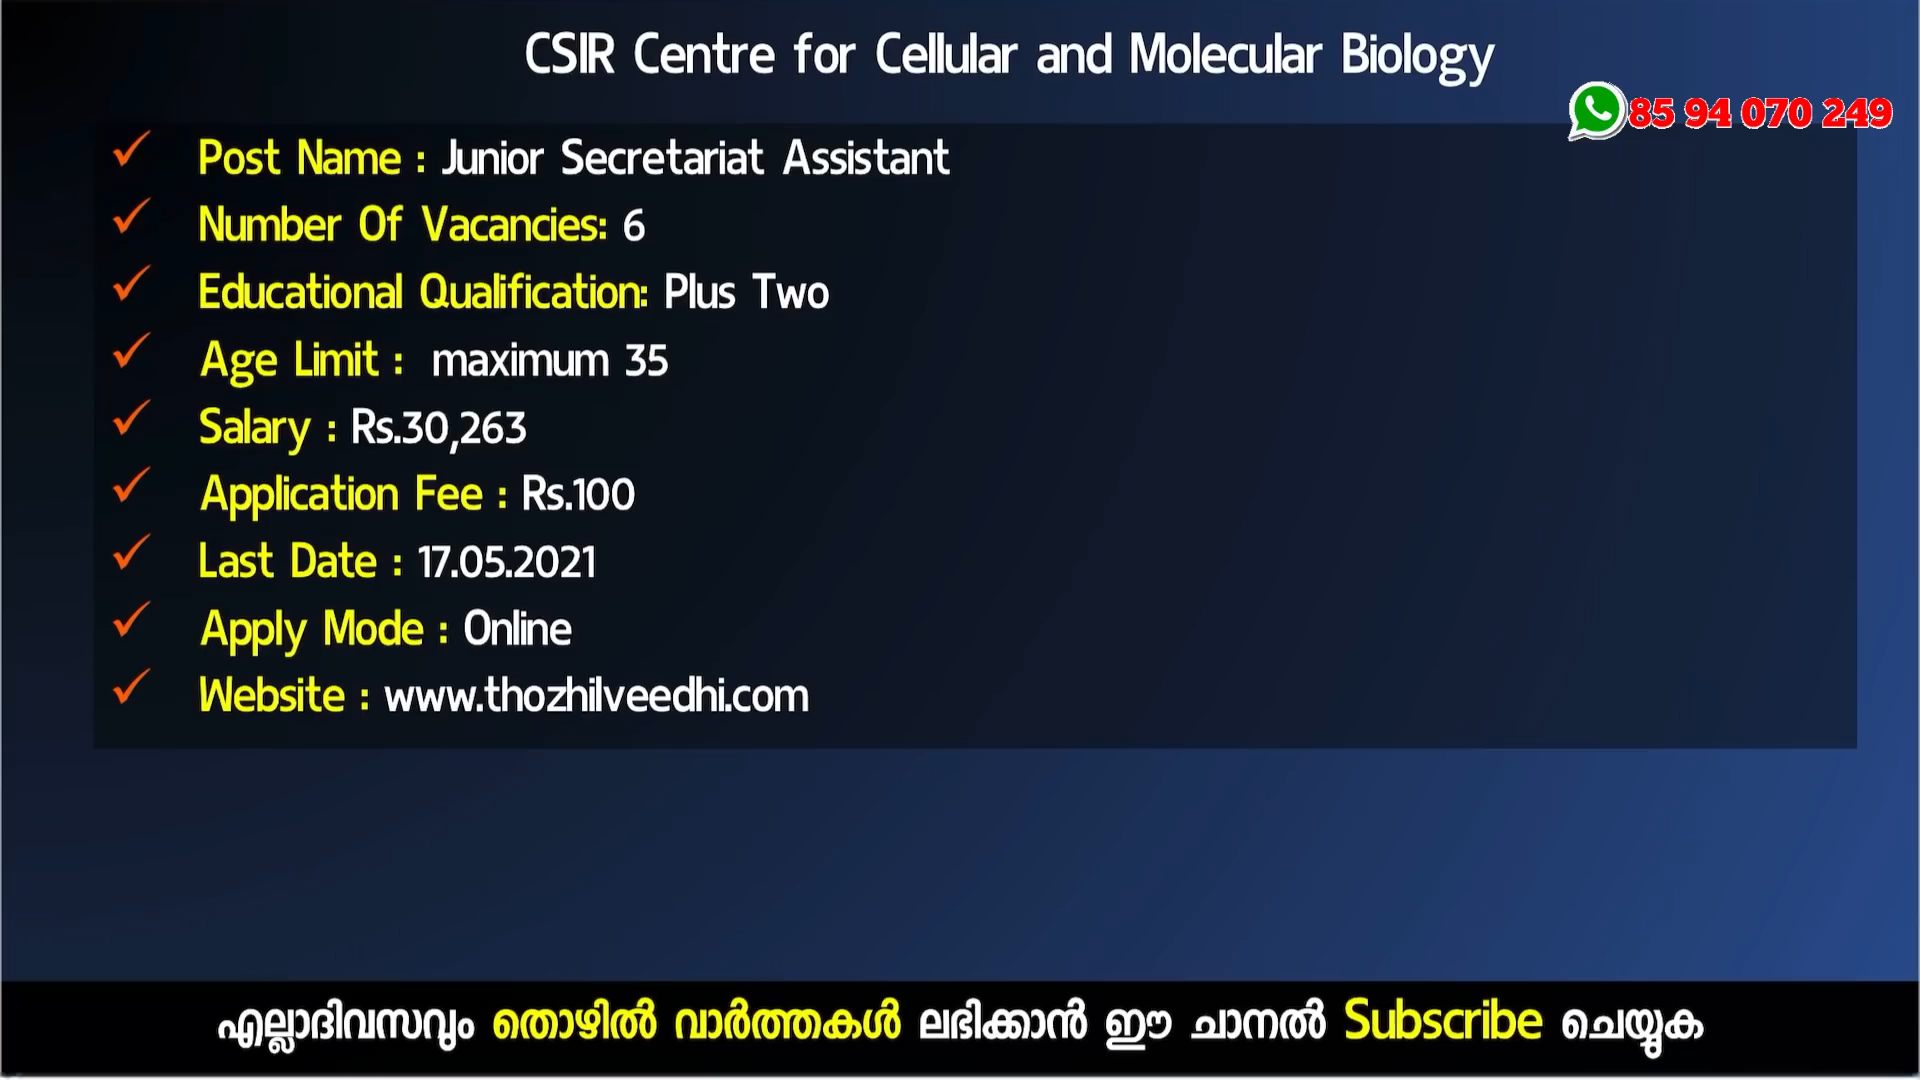 CSIR Centre for Cellular and Molecular Biology
85 94 070 249
Post Name : Junior Secretariat Assistant
Number Of Vacancies: 6
Educational Qualification: Plus Two
Age Limit : maximum 35
Salary : Rs.30,263
Application Fee : Rs.100
Last Date : 17.05.2021
Apply Mode : Online
Website : www.thozhilveedhi.com
എല്ലാദിവസവും തൊഴിൽ വാർത്തകൾ ലഭിക്കാൻ ഈ ചാനൽ Subscribe ചെയ്യുക